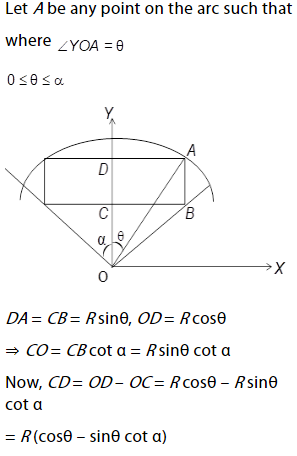 Let A be any point on the arc such that
where ∠YOA = θ
0 ≤ θ ≤ α
Y
A
D
C
B
α θ
O
X
DA = CB = R sinθ, OD = R cosθ
⇒ CO = CB cot α = R sinθ cot α
Now, CD = OD – OC = R cosθ – R sinθ
cot α
= R (cosθ – sinθ cot α)